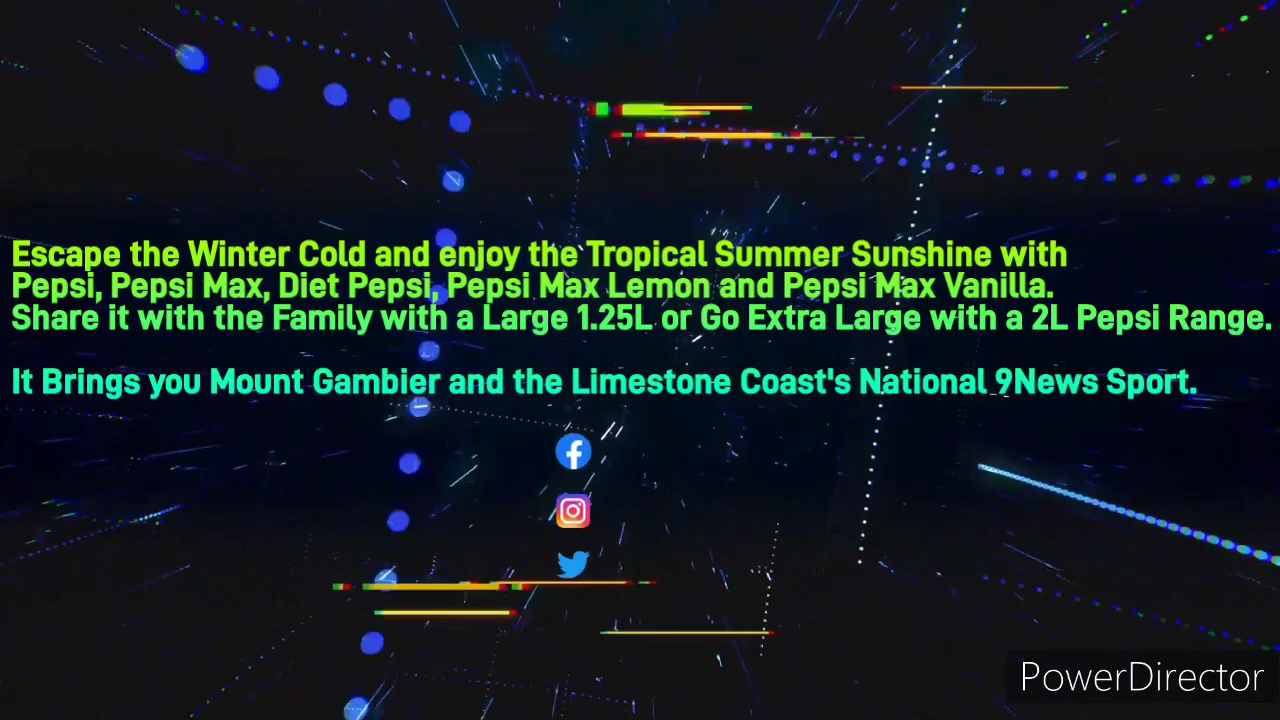 Escape the Winter Cold and enjoy the Tropical Summer Sunshine with
Pepsi, Pepsi Max, Diet Pepsi, Pepsi Max Lemon and Pepsi Max Vanilla.
Share it with the Family with a Large 1.25L or Go Extra Large with a 2L Pepsi Range.
It Brings you Mount Gambier and the Limestone Coast's National 9News Sport.
PowerDirector